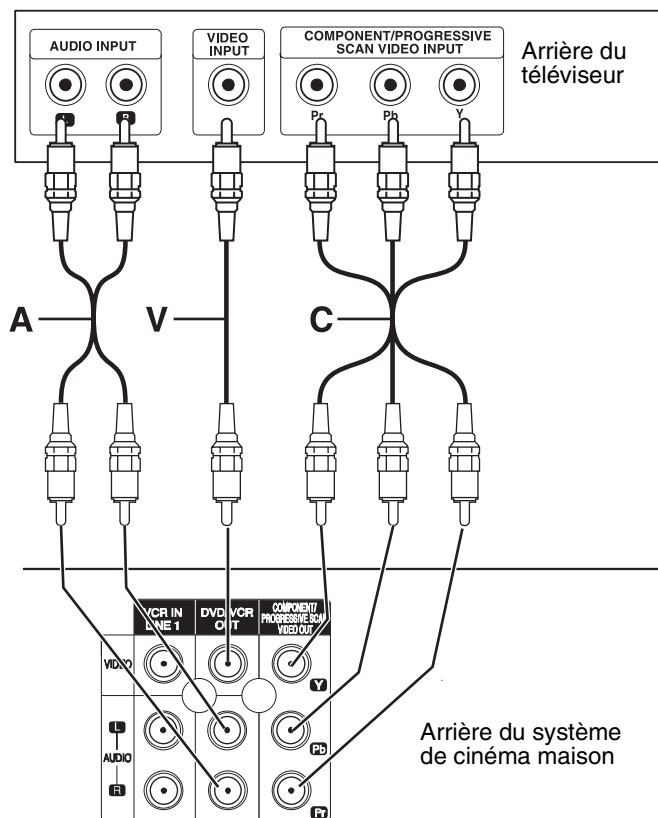 AUDIO INPUT
VIDEO
INPUT
COMPONENT/PROGRESSIVE
SCAN VIDEO INPUT
Arrière du
téléviseur
L
R
Pr
Pb
Y
A
V
C
VCR IN
LINE 1
DVD/VCR
OUT
COMPONENT/
PROGRESSIVE SCAN
VIDEO OUT
VIDEO
Y
L
AUDIO
R
Pb
Pr
Arrière du système
de cinéma maison